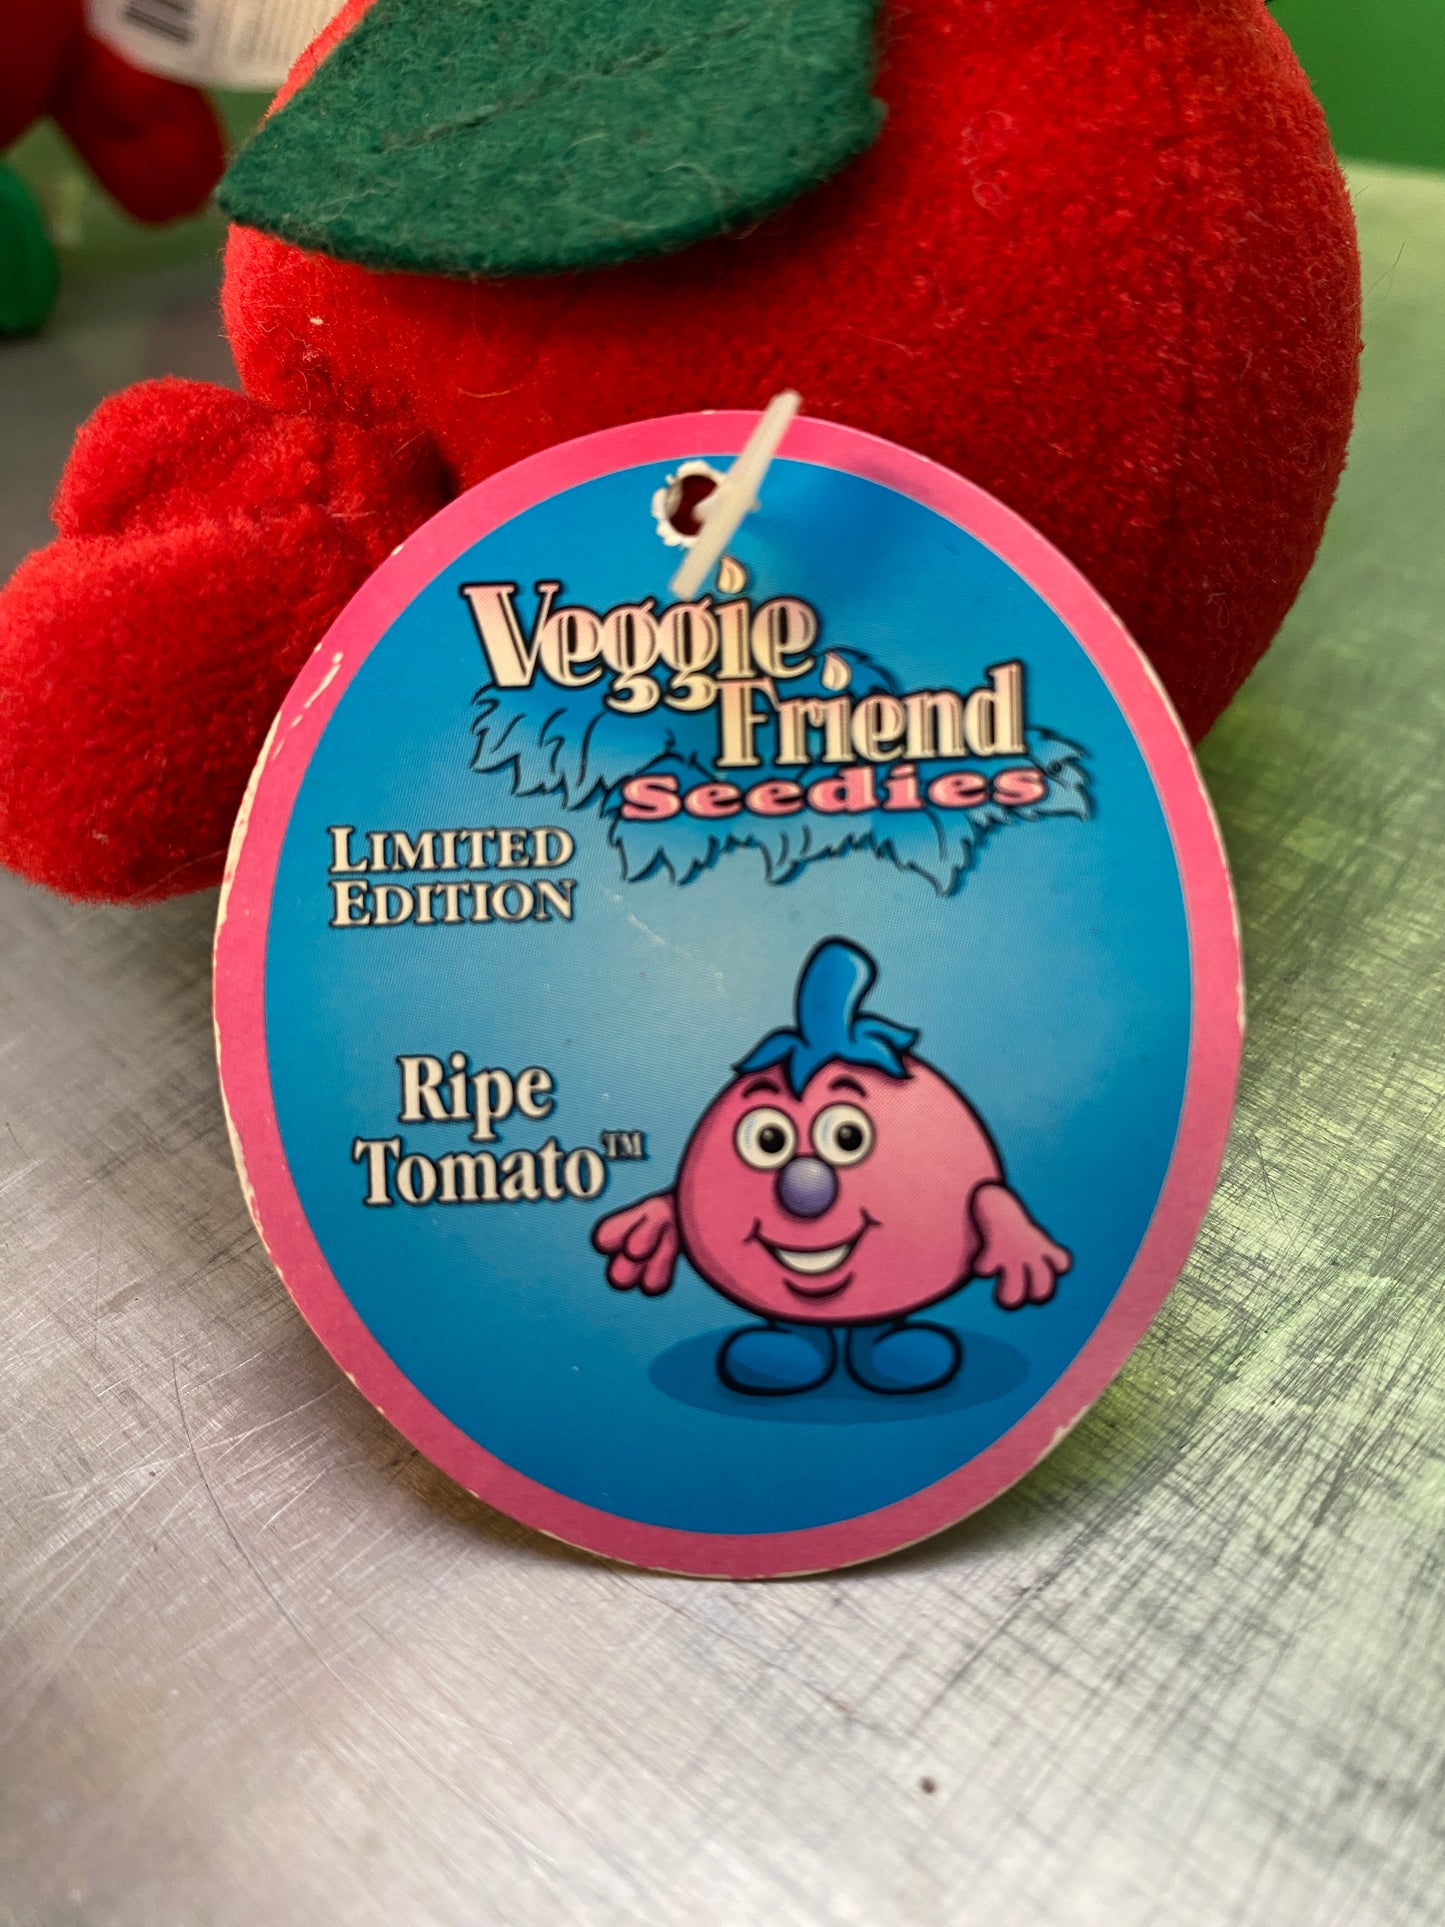 Veggie
Friend
Seedies
LIMITED
EDITION
Ripe
Tomato™